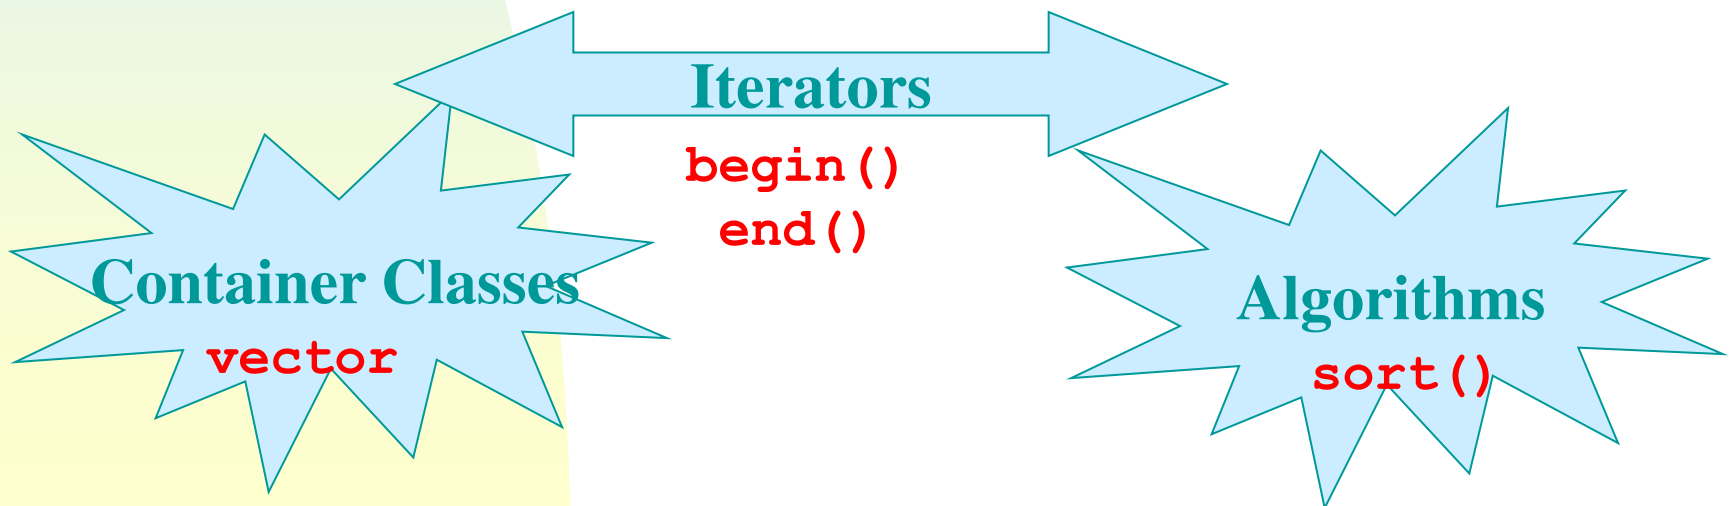 Iterators
begin()
end()
Container Classes
vector
Algorithms
sort()